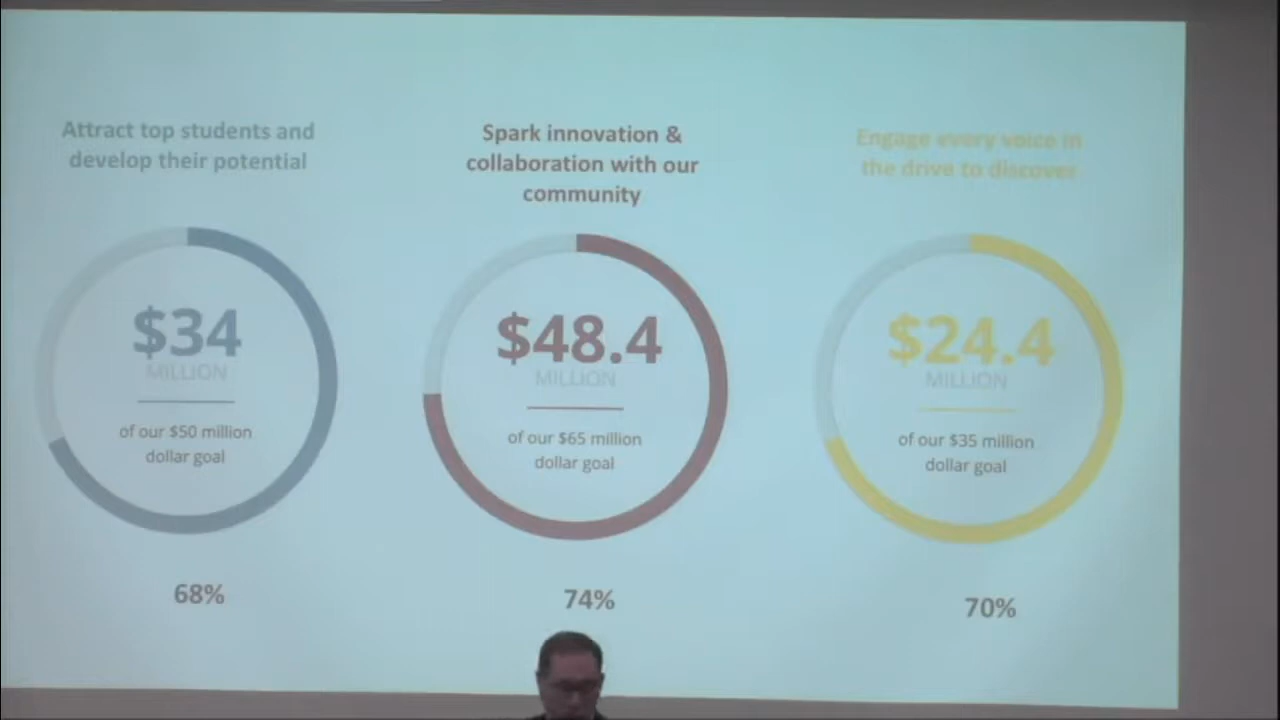 Attract top students and
develop their potential
$34
MILLION
of our $50 million
dollar goal
68%
Spark innovation &
collaboration with our
community
$48.4
MILLION
of our $65 million
dollar goal
74%
Engage every voice in
the drive to discover
$24.4
MILLION
of our $35 million
dollar goal
70%